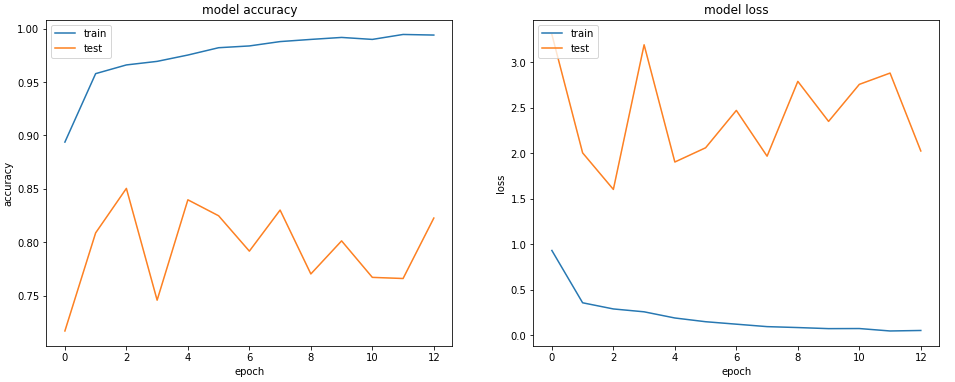 model accuracy
train
test
1.00
0.95
0.90
0.85
0.80
0.75
accuracy
0 2 4 6 8 10 12
epoch
model loss
train
test
3.0
2.5
2.0
1.5
1.0
0.5
0.0
loss
0 2 4 6 8 10 12
epoch